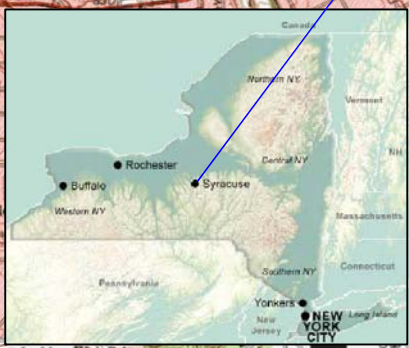 Canada
Northern NY
Vermont
NH
Rochester
Central NY
Buffalo
Syracuse
Western NY
Massachusetts
Connecticut
Southern NY
Pennsylvania
Yonkers
Long Island
New
Jersey
NEW
YORK
CITY